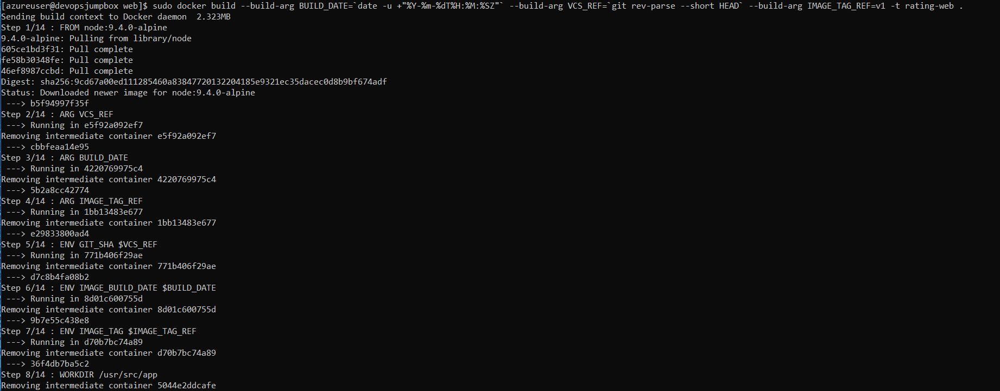 [azureuser@devopsjumpbox web]$ sudo docker build --build-arg BUILD_DATE=`date -u +"%Y-%m-%dT%H:%M:%SZ"` --build-arg VCS_REF=`git rev-parse --short HEAD` --build-arg IMAGE_TAG_REF=v1 -t rating-web .
Sending build context to Docker daemon  2.323MB
Step 1/14 : FROM node:9.4.0-alpine
9.4.0-alpine: Pulling from library/node
605ce1bd3f31: Pull complete
fe58b30348fe: Pull complete
46ef8987ccbd: Pull complete
Digest: sha256:9cd67a00ed111285460a83847720132204185e9321ec35dacec0d8b9bf674adf
Status: Downloaded newer image for node:9.4.0-alpine
 ---> b5f94997f35f
Step 2/14 : ARG VCS_REF
 ---> Running in e5f92a092ef7
Removing intermediate container e5f92a092ef7
 ---> cbbfeaa14e95
Step 3/14 : ARG BUILD_DATE
 ---> Running in 4220769975c4
Removing intermediate container 4220769975c4
 ---> 5b2a8cc42774
Step 4/14 : ARG IMAGE_TAG_REF
 ---> Running in 1bb13483e677
Removing intermediate container 1bb13483e677
 ---> e29833800ad4
Step 5/14 : ENV GIT_SHA $VCS_REF
 ---> Running in 771b406f29ae
Removing intermediate container 771b406f29ae
 ---> d7c8b4fa08b2
Step 6/14 : ENV IMAGE_BUILD_DATE $BUILD_DATE
 ---> Running in 8d01c600755d
Removing intermediate container 8d01c600755d
 ---> 9b7e55c438e8
Step 7/14 : ENV IMAGE_TAG $IMAGE_TAG_REF
 ---> Running in d70b7bc74a89
Removing intermediate container d70b7bc74a89
 ---> 36f4db7ba5c2
Step 8/14 : WORKDIR /usr/src/app
Removing intermediate container 5044e2ddcafe